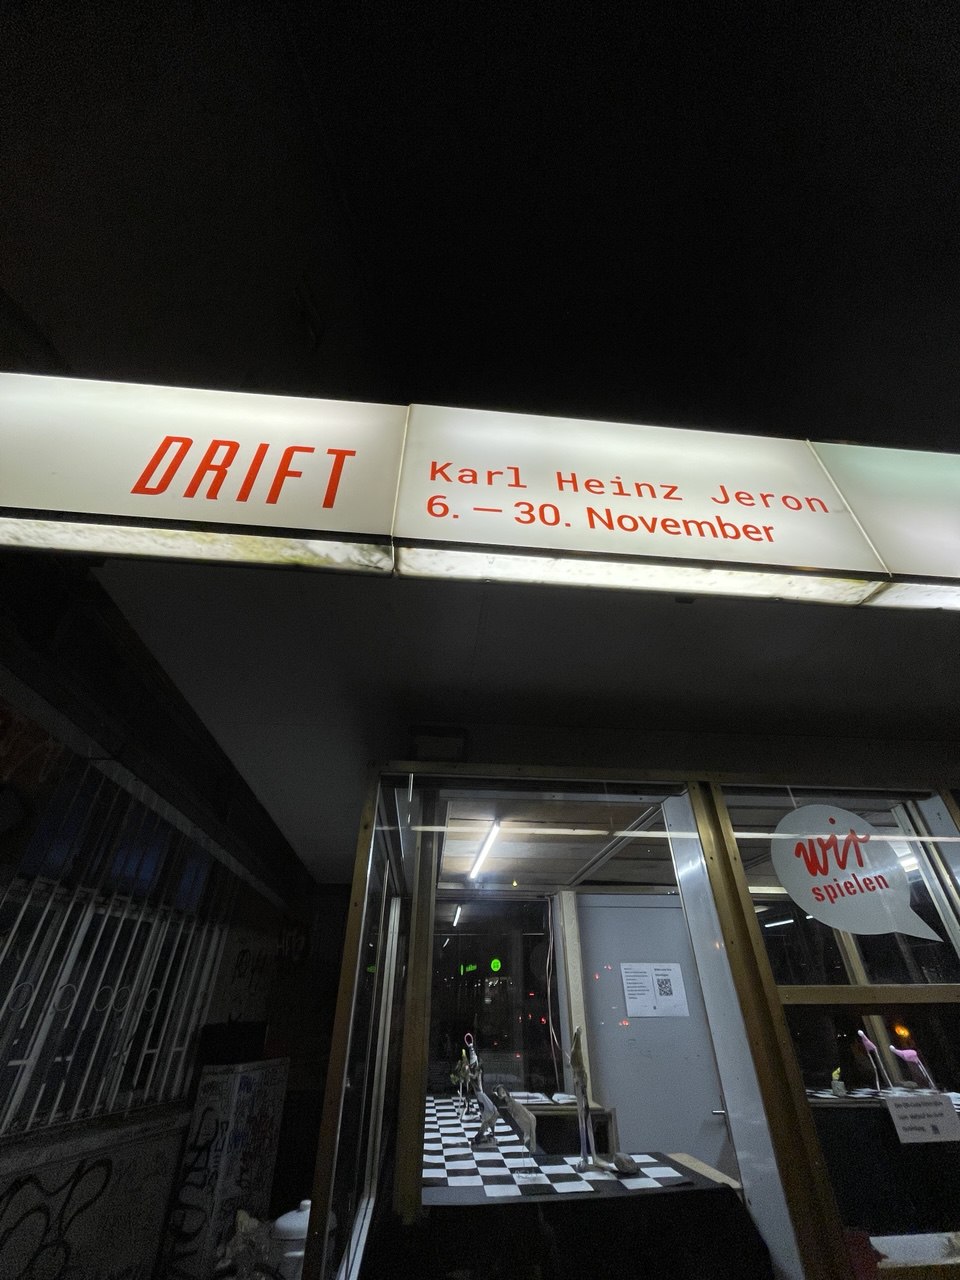 DRIFT
Karl Heinz Jeron
6. — 30. November
wir
spielen